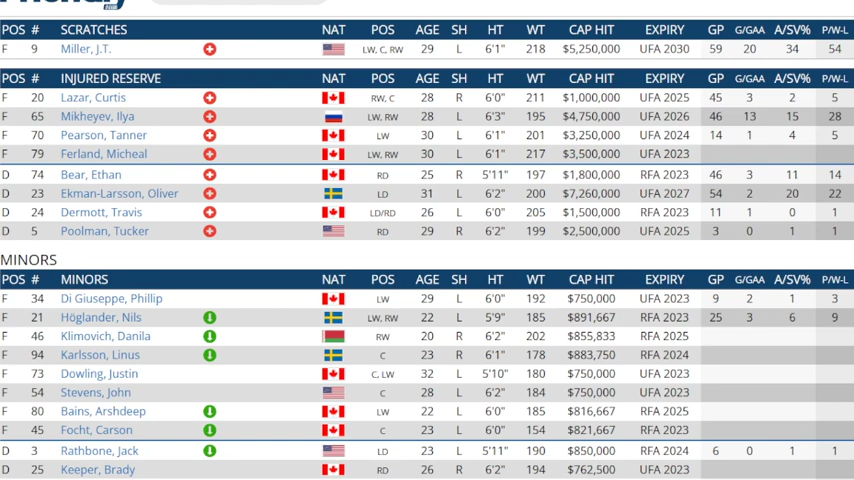 POS # SCRATCHES NAT POS AGE SH HT WT CAP HIT EXPIRY GP G/GAA A/SV% P/W-L
F 9 Miller, J.T. LW, C, RW 29 L 6'1" 218 $5,250,000 UFA 2030 59 20 34 54
POS # INJURED RESERVE NAT POS AGE SH HT WT CAP HIT EXPIRY GP G/GAA A/SV% P/W-L
F 20 Lazar, Curtis RW, C 28 R 6'0" 211 $1,000,000 UFA 2025 45 3 2 5
F 65 Mikheyev, Ilya LW, RW 28 L 6'3" 195 $4,750,000 UFA 2026 46 13 15 28
F 70 Pearson, Tanner LW 30 L 6'1" 201 $3,250,000 UFA 2024 14 1 4 5
F 79 Ferland, Micheal LW, RW 30 L 6'1" 217 $3,500,000 UFA 2023
D 74 Bear, Ethan RD 25 R 5'11" 197 $1,800,000 RFA 2023 46 3 11 14
D 23 Ekman-Larsson, Oliver LD 31 L 6'2" 200 $7,260,000 UFA 2027 54 2 20 22
D 24 Dermott, Travis LD/RD 26 L 6'0" 205 $1,500,000 RFA 2023 11 1 0 1
D 5 Poolman, Tucker RD 29 R 6'2" 199 $2,500,000 UFA 2025 3 0 1 1
MINORS
POS # MINORS NAT POS AGE SH HT WT CAP HIT EXPIRY GP G/GAA A/SV% P/W-L
F 34 Di Giuseppe, Phillip LW 29 L 6'0" 192 $750,000 UFA 2023 9 2 1 3
F 21 Höglander, Nils LW, RW 22 L 5'9" 185 $891,667 RFA 2023 25 3 6 9
F 46 Klimovich, Danila RW 20 R 6'2" 202 $855,833 RFA 2025
F 94 Karlsson, Linus C 23 R 6'1" 178 $883,750 RFA 2024
F 73 Dowling, Justin C, LW 32 L 5'10" 180 $750,000 UFA 2023
F 54 Stevens, John C 28 L 6'2" 184 $750,000 UFA 2023
F 80 Bains, Arshdeep LW 22 L 6'0" 185 $816,667 RFA 2025
F 45 Focht, Carson C 23 L 6'0" 154 $821,667 RFA 2023
D 3 Rathbone, Jack LD 23 L 5'11" 190 $850,000 RFA 2024 6 0 1 1
D 25 Keeper, Brady RD 26 R 6'2" 194 $762,500 UFA 2023